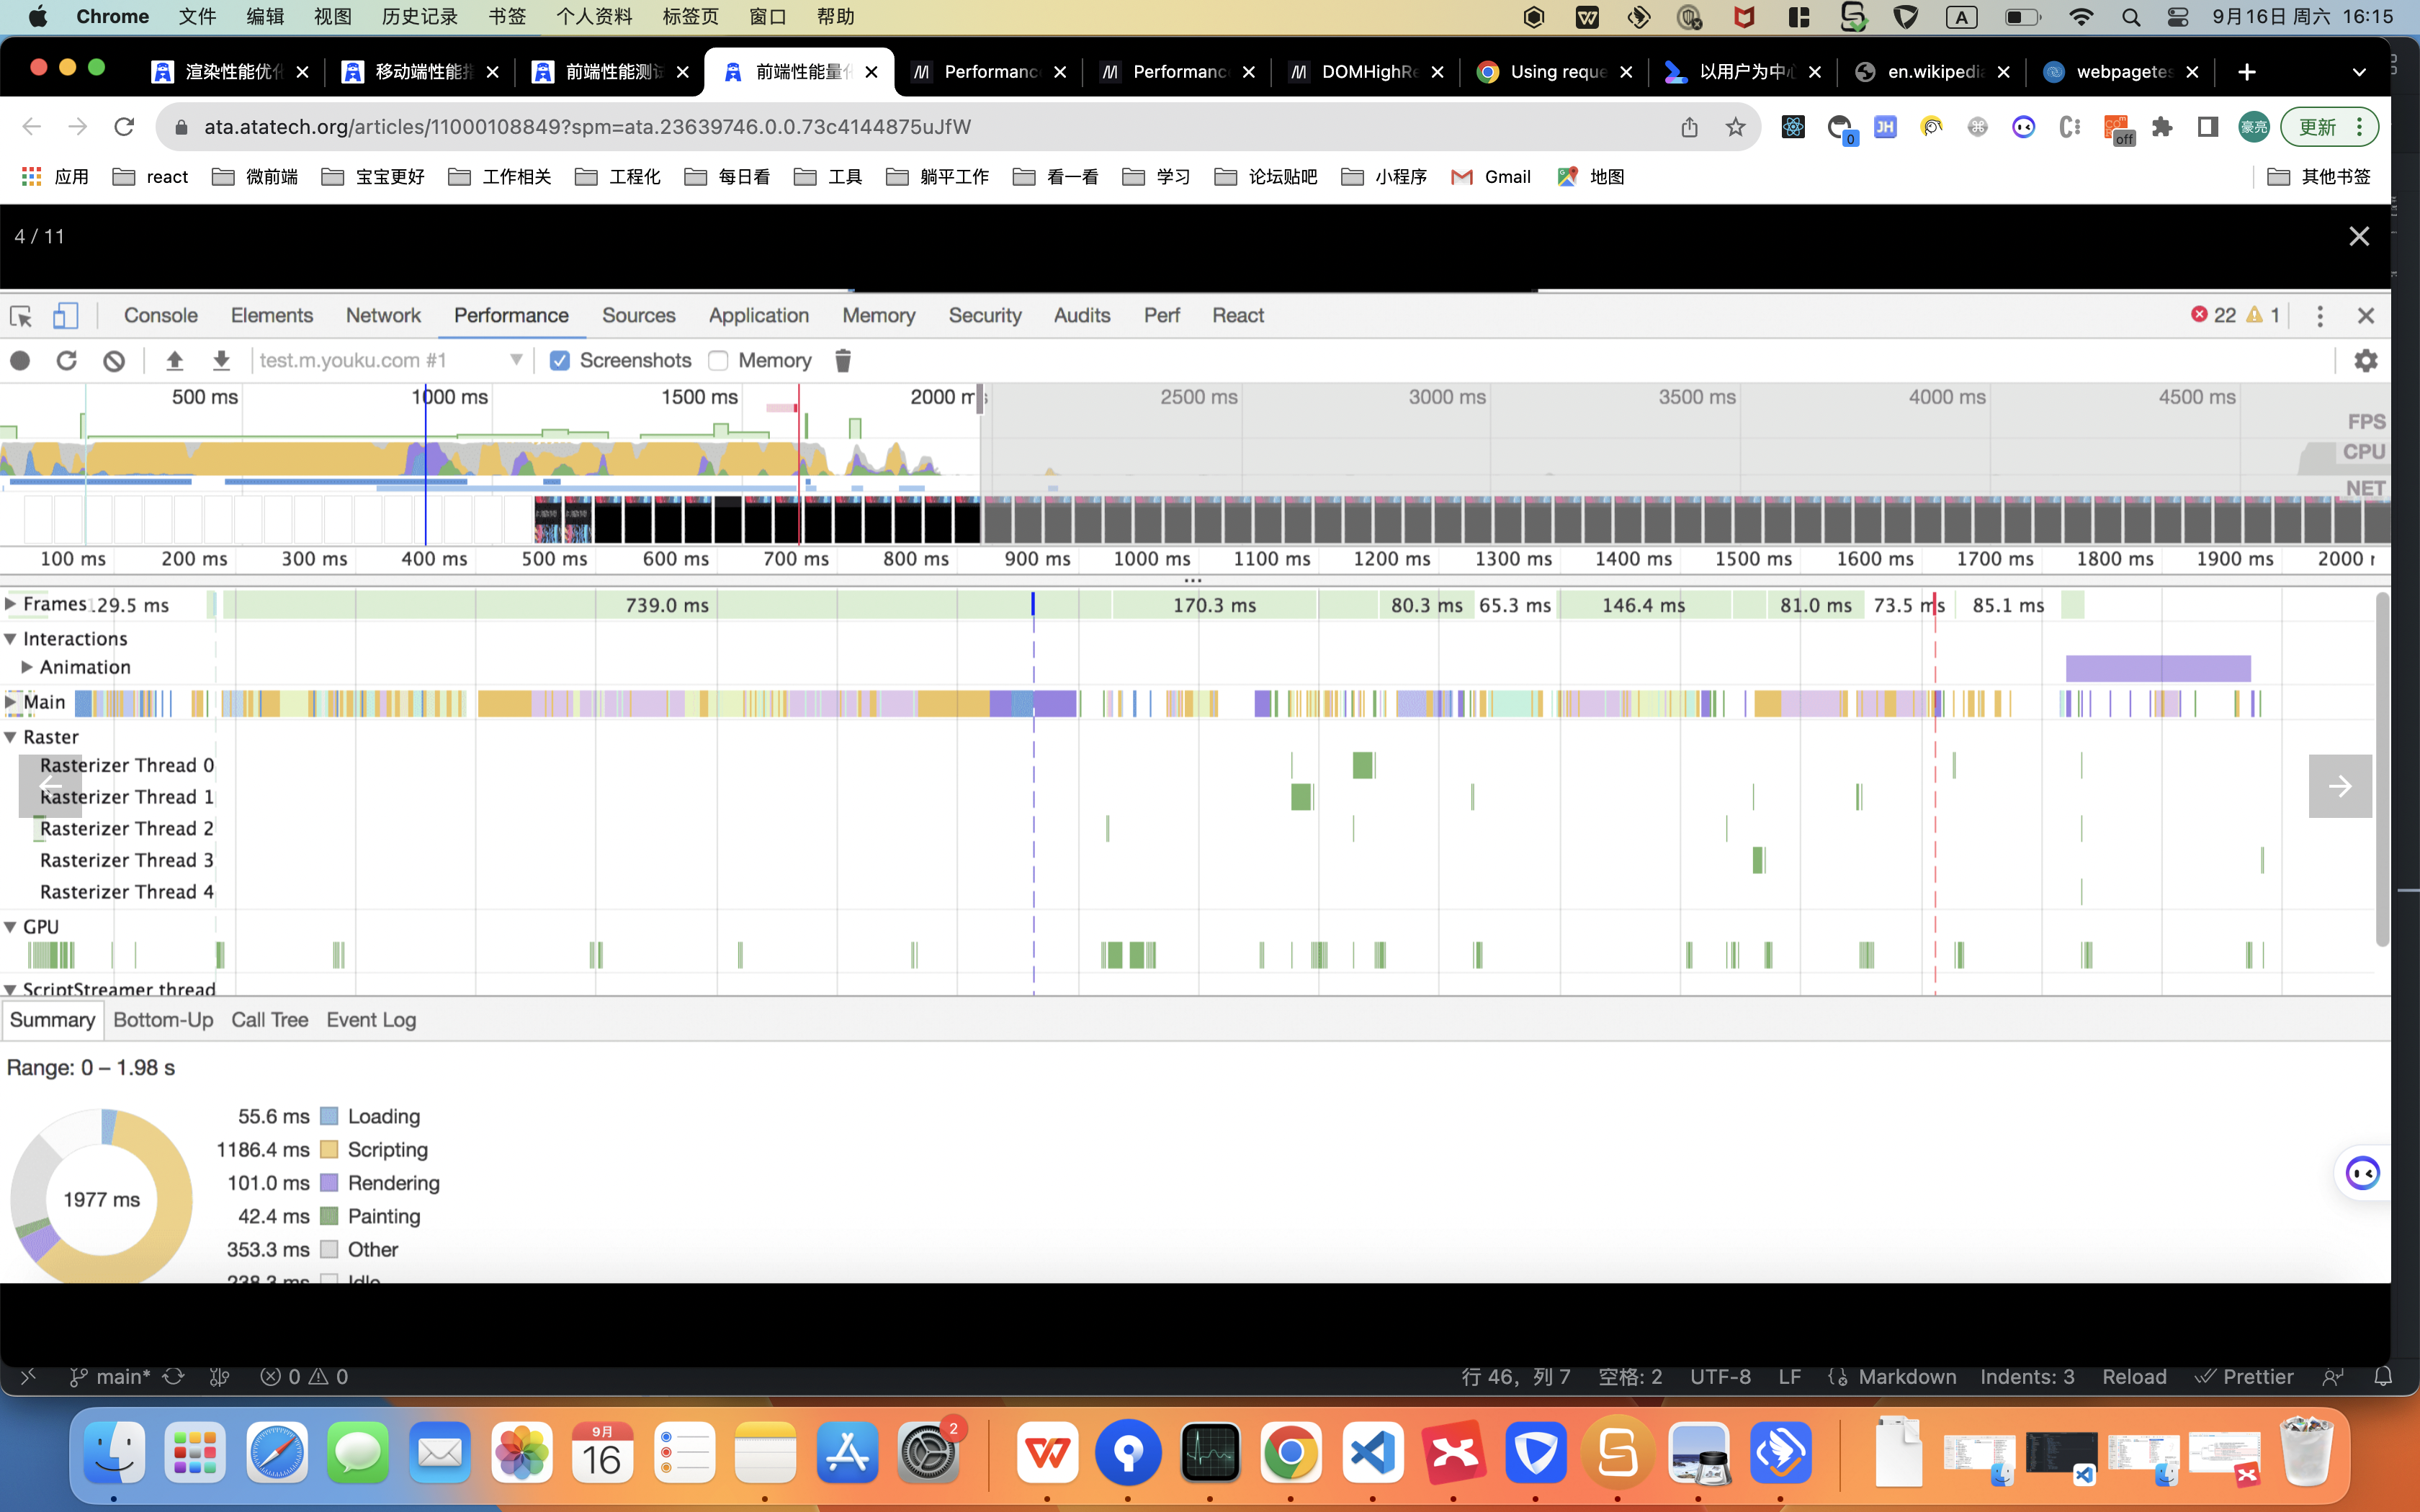 Chrome 文件 编辑 视图 历史记录 书签 个人资料 标签页 窗口 帮助 A 9月16日 周六 16:15
渲染性能优化 移动端性能指 前端性能测试 前端性能量化 Performanc Performanc DOMHighRe Using reque 以用户为中心 en.wikipedia webpagetes
ata.atatech.org/articles/11000108849?spm=ata.23639746.0.0.73c4144875uJfW 0 JH off 豪亮 更新
应用 react 微前端 宝宝更好 工作相关 工程化 每日看 工具 躺平工作 看一看 学习 论坛贴吧 小程序 Gmail 地图 其他书签
4 / 11
Console Elements Network Performance Sources Application Memory Security Audits Perf React 22 1
test.m.youku.com #1 Screenshots Memory
500 ms 1000 ms 1500 ms 2000 ms 2500 ms 3000 ms 3500 ms 4000 ms 4500 ms
FPS
CPU
NET
100 ms 200 ms 300 ms 400 ms 500 ms 600 ms 700 ms 800 ms 900 ms 1000 ms 1100 ms 1200 ms 1300 ms 1400 ms 1500 ms 1600 ms 1700 ms 1800 ms 1900 ms 2000 r
Frames 129.5 ms 739.0 ms 170.3 ms 80.3 ms 65.3 ms 146.4 ms 81.0 ms 73.5 ms 85.1 ms
Interactions
Animation
Main
Raster
Rasterizer Thread 0
Rasterizer Thread 1
Rasterizer Thread 2
Rasterizer Thread 3
Rasterizer Thread 4
GPU
ScriptStreamer thread
Summary Bottom-Up Call Tree Event Log
Range: 0 – 1.98 s
1977 ms
55.6 ms Loading
1186.4 ms Scripting
101.0 ms Rendering
42.4 ms Painting
353.3 ms Other
238.3 ms Idle
main* 0 0 行 46，列 7 空格: 2 UTF-8 LF Markdown Indents: 3 Reload Prettier
9月 16 2